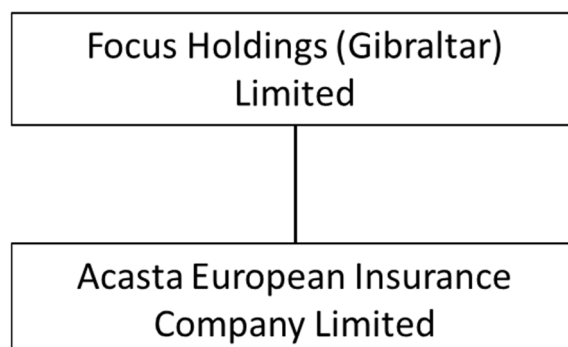 Focus Holdings (Gibraltar)
Limited
Acasta European Insurance
Company Limited